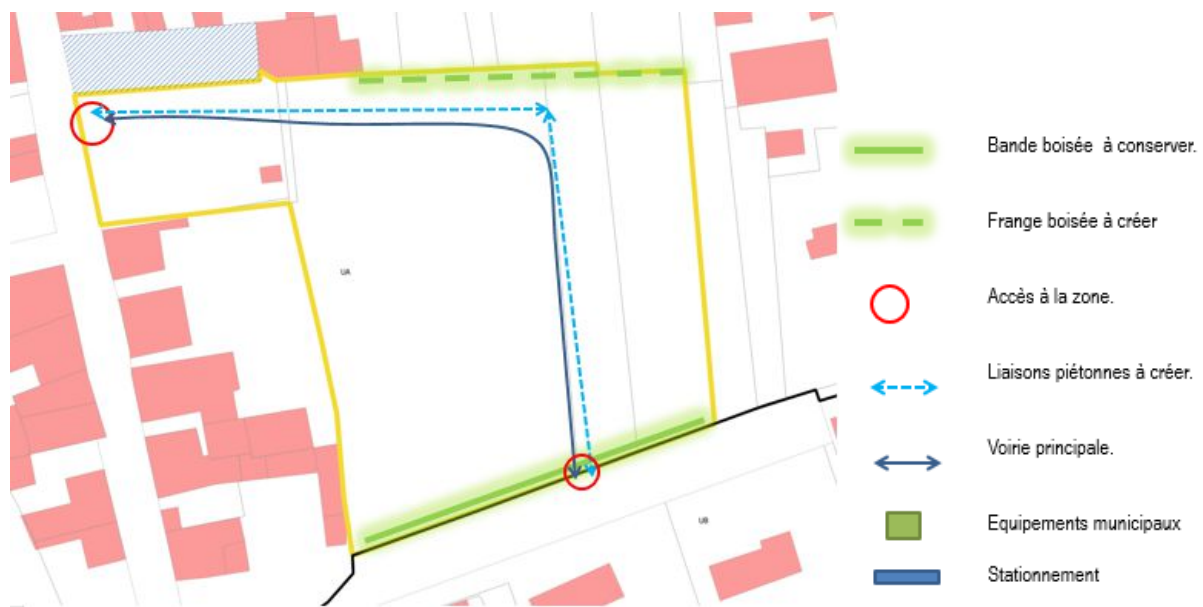 Bande boisée à conserver.
Frange boisée à créer
Accès à la zone.
UA
Liaisons piétonnes à créer.
Voirie principale.
UB
Equipements municipaux
Stationnement